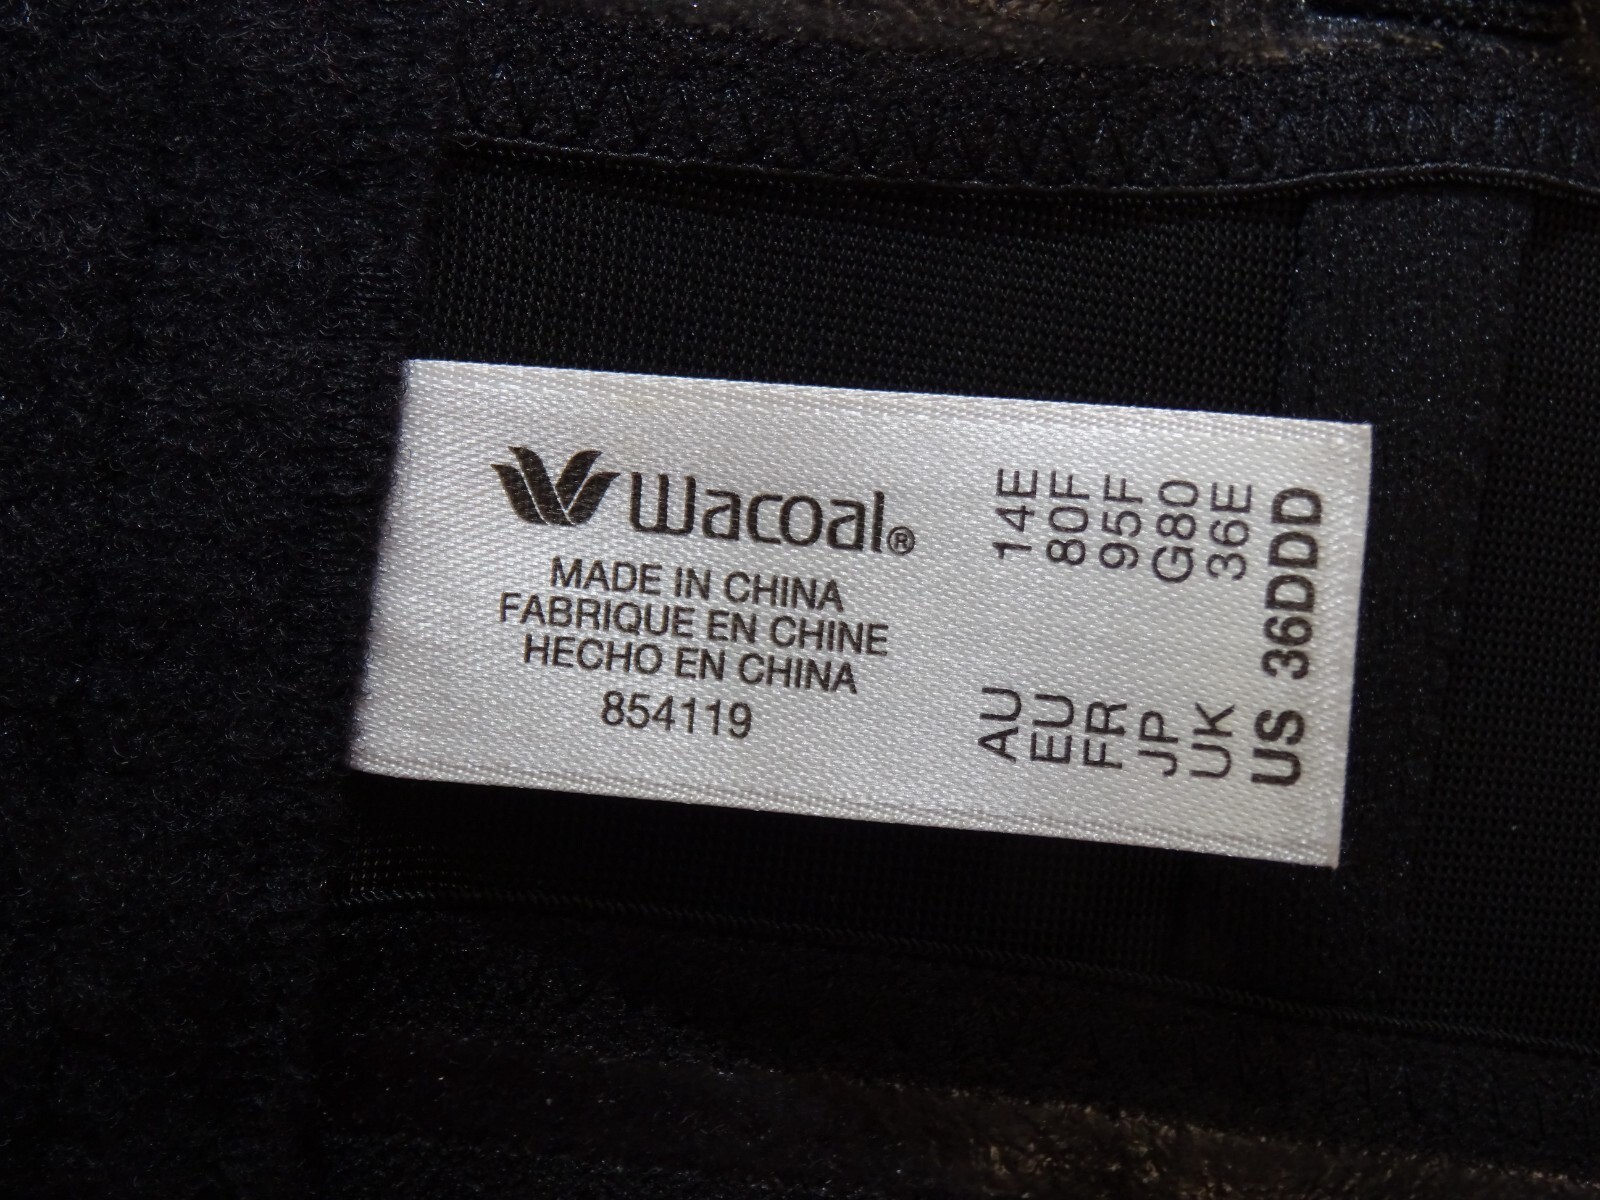 Wacoal®
MADE IN CHINA
FABRIQUE EN CHINE
HECHO EN CHINA
854119
AU 14E
EU 80F
FR 95F
JP G80
UK 36E
US 36DDD